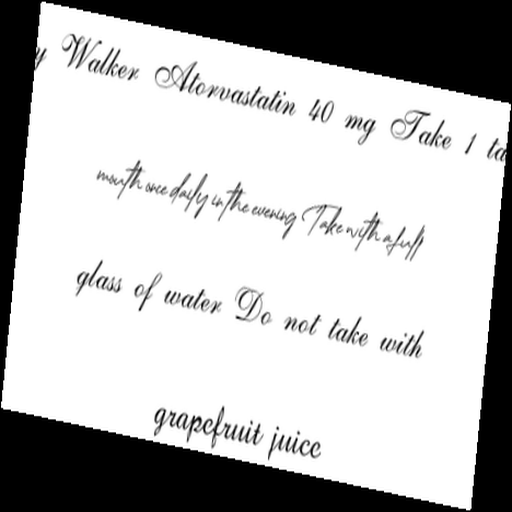 Walker Atorvastatin 40 mg Take 1
mouth once daily in the evening Take with a full
glass of water Do not take with
grapefruit juice